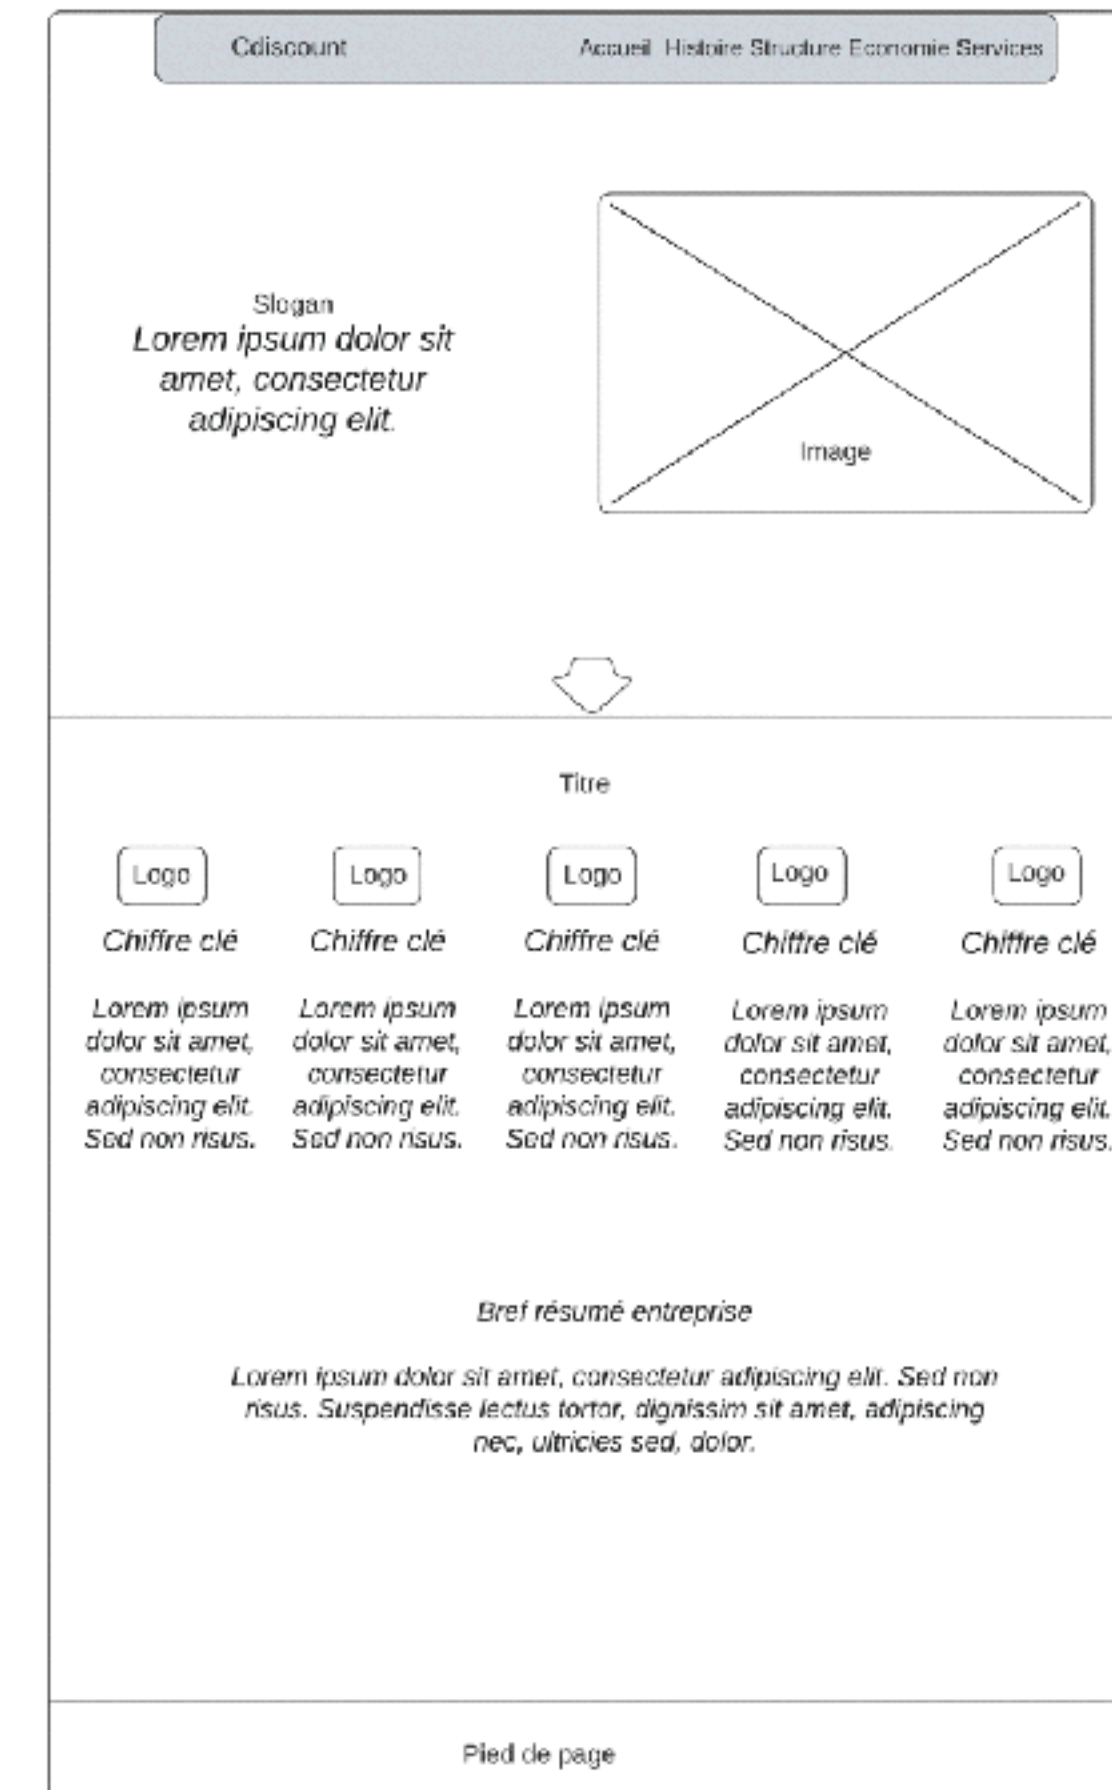 Cdiscount
Accueil Histoire Structure Economie Services
Slogan
Lorem ipsum dolor sit
amet, consectetur
adipiscing elit.
Image
Titre
Logo
Chiffre clé
Lorem ipsum
dolor sit amet,
consectetur
adipiscing elit.
Sed non risus.
Logo
Chiffre clé
Lorem ipsum
dolor sit amet,
consectetur
adipiscing elit.
Sed non risus.
Logo
Chiffre clé
Lorem ipsum
dolor sit amet,
consectetur
adipiscing elit.
Sed non risus.
Logo
Chiffre clé
Lorem ipsum
dolor sit amet,
consectetur
adipiscing elit.
Sed non risus.
Logo
Chiffre clé
Lorem ipsum
dolor sit amet,
consectetur
adipiscing elit.
Sed non risus.
Bref résumé entreprise
Lorem ipsum dolor sit amet, consectetur adipiscing elit. Sed non
risus. Suspendisse lectus tortor, dignissim sit amet, adipiscing
nec, ultricies sed, dolor.
Pied de page